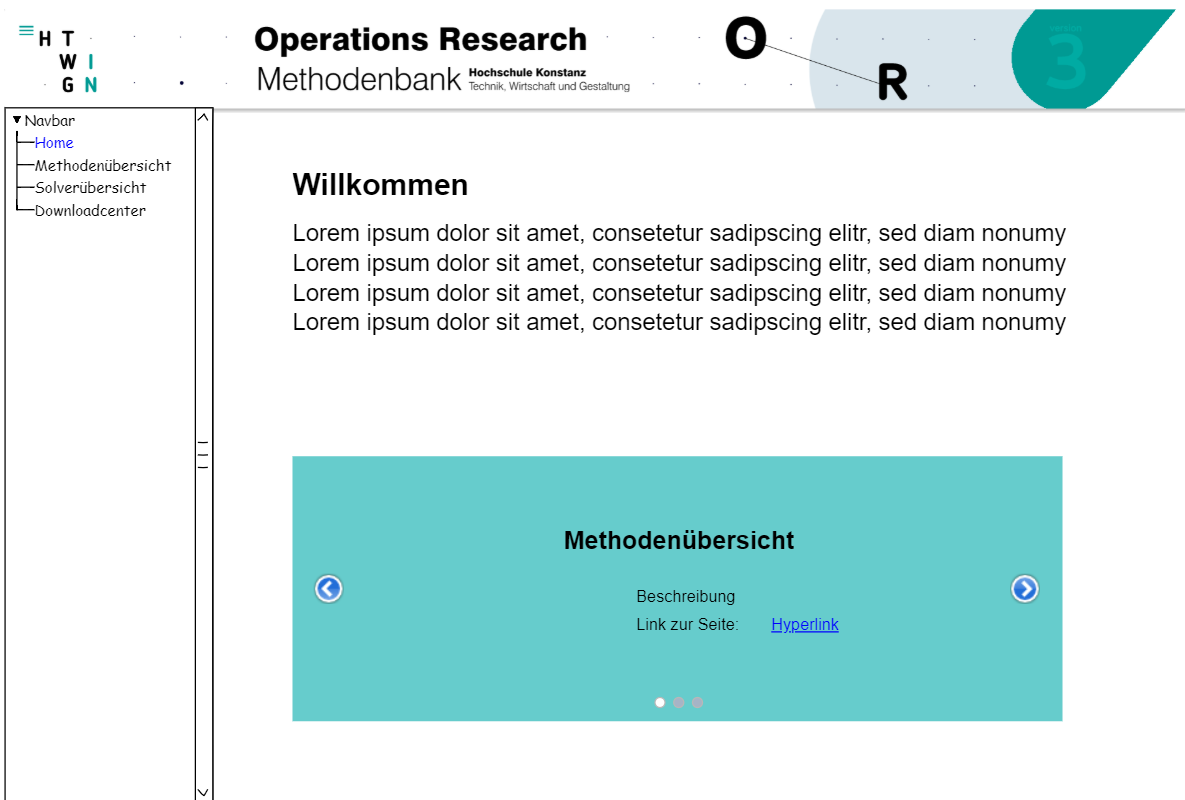 H T
W I
G N
Operations Research
Methodenbank Hochschule Konstanz
Technik, Wirtschaft und Gestaltung
O
R
version
3
Navbar
Home
Methodenübersicht
Solverübersicht
Downloadcenter
Willkommen
Lorem ipsum dolor sit amet, consetetur sadipscing elitr, sed diam nonumy
Lorem ipsum dolor sit amet, consetetur sadipscing elitr, sed diam nonumy
Lorem ipsum dolor sit amet, consetetur sadipscing elitr, sed diam nonumy
Lorem ipsum dolor sit amet, consetetur sadipscing elitr, sed diam nonumy
Methodenübersicht
Beschreibung
Link zur Seite: Hyperlink